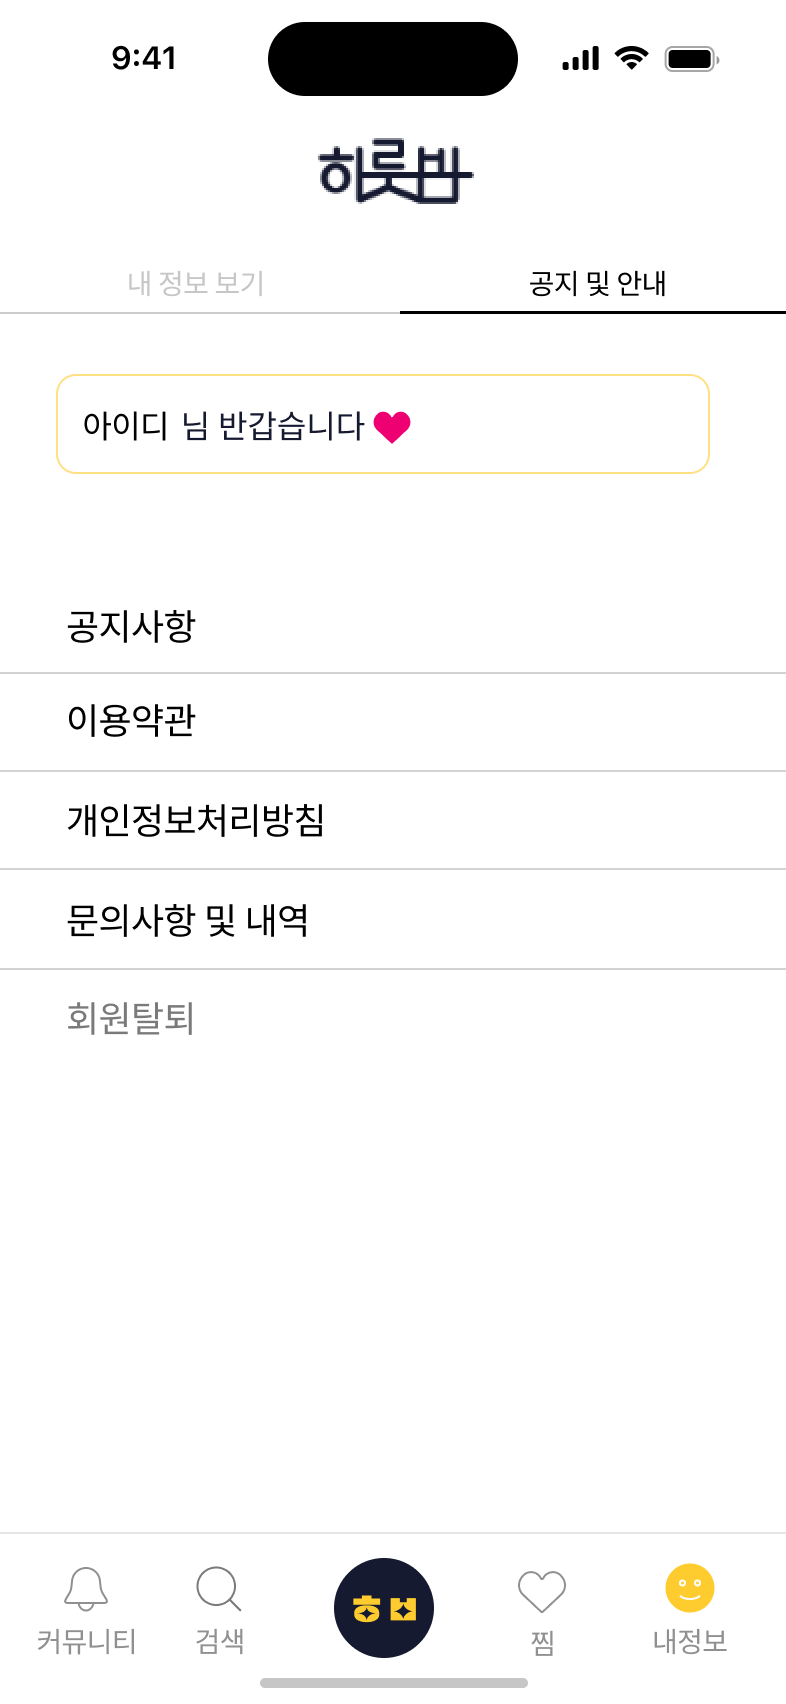 9:41
하룻밤
내 정보 보기
공지 및 안내
아이디 님 반갑습니다
공지사항
이용약관
개인정보처리방침
문의사항 및 내역
회원탈퇴
커뮤니티
검색
찜
내정보